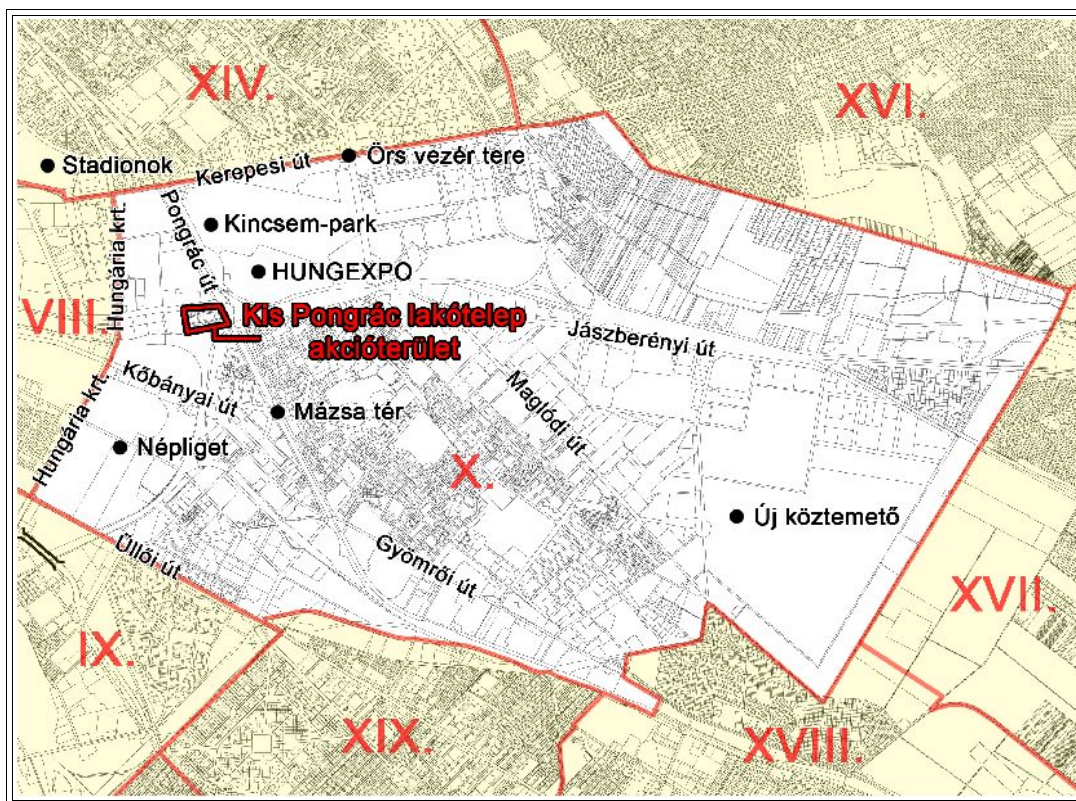 XIV.
XVI.
Stadionok
Kerepesi út
Örs vezér tere
Pongrác út
Kincsem-park
Hungária krt.
HUNGEXPO
VIII.
Kis Pongrác lakótelep
akcióterület
Jászberényi út
Kőbányai út
Maglódi út
Hungária krt.
Mázsa tér
Népliget
X.
Új köztemető
Üllői út
Gyömrői út
XVII.
IX.
XIX.
XVIII.